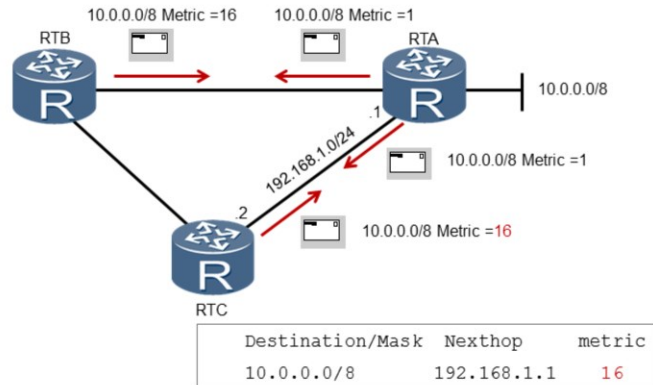 10.0.0.0/8 Metric =16
10.0.0.0/8 Metric =1
RTB
RTA
R
R
10.0.0.0/8
.1
192.168.1.0/24
10.0.0.0/8 Metric =1
.2
10.0.0.0/8 Metric =16
R
RTC
Destination/Mask Nexthop metric
10.0.0.0/8 192.168.1.1 16